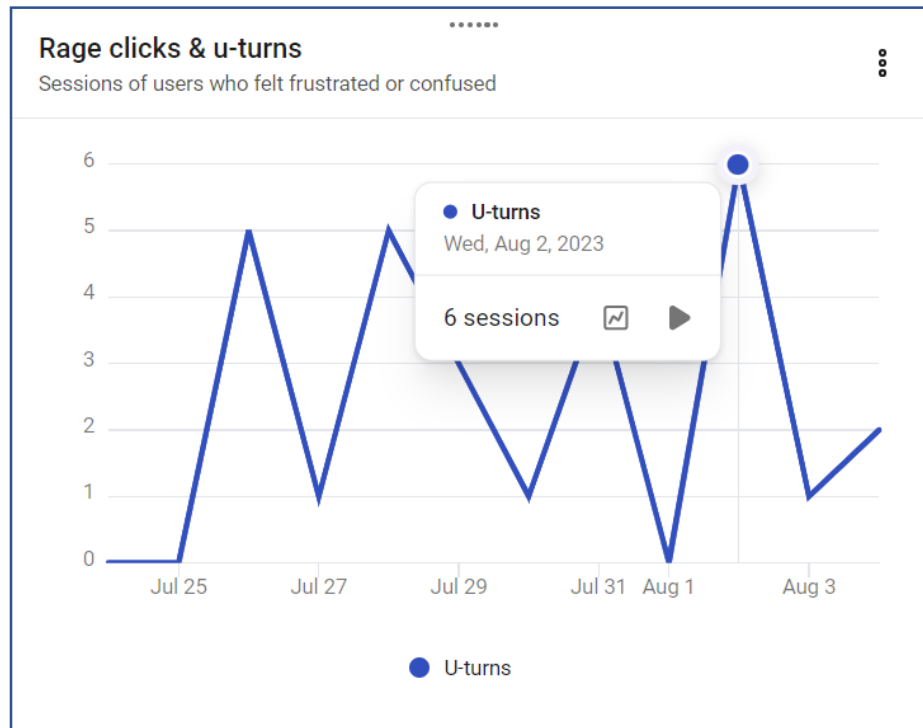 Rage clicks & u-turns
Sessions of users who felt frustrated or confused
6
5
4
3
2
1
0
U-turns
Wed, Aug 2, 2023
6 sessions
Jul 25 Jul 27 Jul 29 Jul 31 Aug 1 Aug 3
U-turns